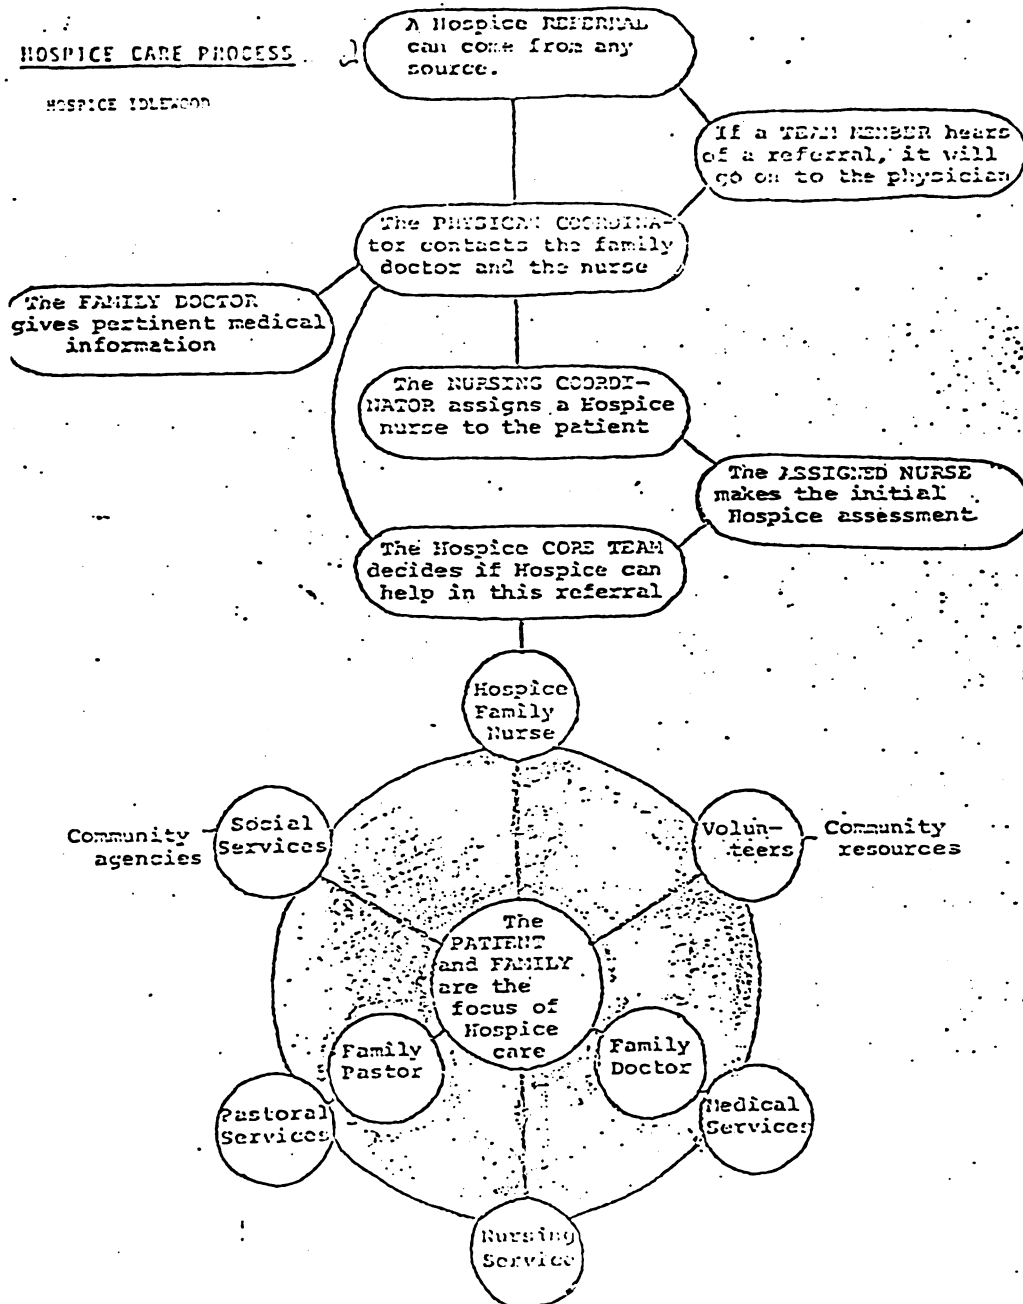 HOSPICE CARE PROCESS
HOSPICE IDLEWOOD
A Hospice REFERRAL
can come from any
source.
If a TEAM MEMBER hears
of a referral, it will
go on to the physician
The PHYSICAN COORDINA-
tor contacts the family
doctor and the nurse
The FAMILY DOCTOR
gives pertinent medical
information
The NURSING COORDI-
NATOR assigns a Hospice
nurse to the patient
The ASSIGNED NURSE
makes the initial
Hospice assessment.
The Hospice CORE TEAM
decides if Hospice can
help in this referral
Hospice
Family
Nurse
Community
agencies
Social
Services
Volun-
teers
Community
resources
The
PATIENT
and FAMILY
are the
focus of
Hospice
care
Family
Pastor
Family
Doctor
Pastoral
Services
Medical
Services
Nursing
Service